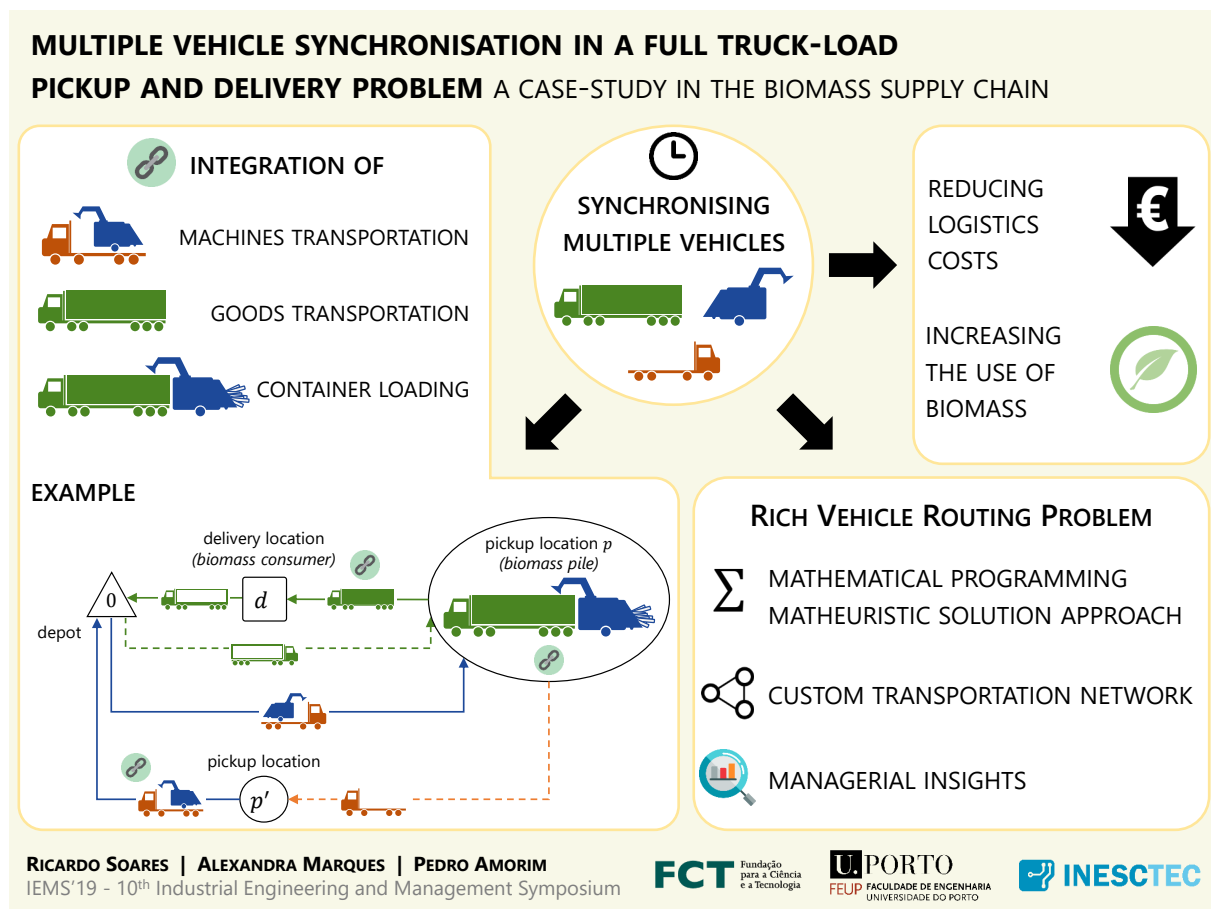 MULTIPLE VEHICLE SYNCHRONISATION IN A FULL TRUCK-LOAD
PICKUP AND DELIVERY PROBLEM A CASE-STUDY IN THE BIOMASS SUPPLY CHAIN
INTEGRATION OF
MACHINES TRANSPORTATION
GOODS TRANSPORTATION
CONTAINER LOADING
SYNCHRONISING
MULTIPLE VEHICLES
REDUCING
LOGISTICS
COSTS
€
INCREASING
THE USE OF
BIOMASS
EXAMPLE
delivery location
(biomass consumer)
pickup location p
(biomass pile)
0
d
depot
pickup location
p′
RICH VEHICLE ROUTING PROBLEM
Σ
MATHEMATICAL PROGRAMMING
MATHEURISTIC SOLUTION APPROACH
CUSTOM TRANSPORTATION NETWORK
MANAGERIAL INSIGHTS
RICARDO SOARES | ALEXANDRA MARQUES | PEDRO AMORIM
IEMS'19 - 10th Industrial Engineering and Management Symposium
FCT Fundação
para a Ciência
e a Tecnologia
U. PORTO
FEUP FACULDADE DE ENGENHARIA
UNIVERSIDADE DO PORTO
INESCTEC